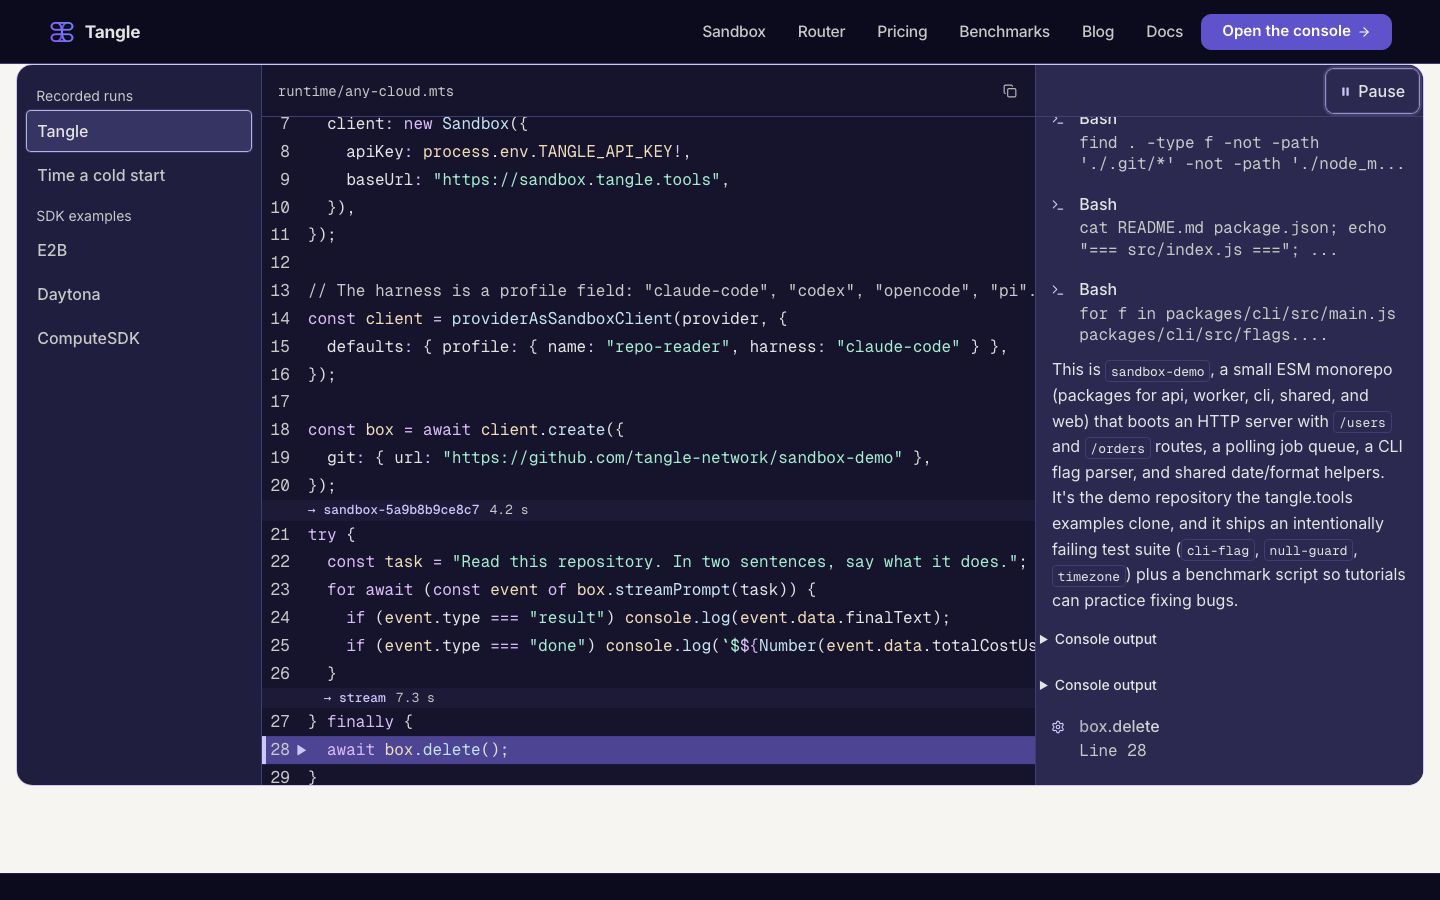 Tangle
Sandbox
Router
Pricing
Benchmarks
Blog
Docs
Open the console →
Recorded runs
Tangle
Time a cold start
SDK examples
E2B
Daytona
ComputeSDK
runtime/any-cloud.mts
7 client: new Sandbox({
8 apiKey: process.env.TANGLE_API_KEY!,
9 baseUrl: "https://sandbox.tangle.tools",
10 }),
11 });
12
13 // The harness is a profile field: "claude-code", "codex", "opencode", "pi".
14 const client = providerAsSandboxClient(provider, {
15 defaults: { profile: { name: "repo-reader", harness: "claude-code" } },
16 });
17
18 const box = await client.create({
19 git: { url: "https://github.com/tangle-network/sandbox-demo" },
20 });
→ sandbox-5a9b8b9ce8c7 4.2 s
21 try {
22 const task = "Read this repository. In two sentences, say what it does.";
23 for await (const event of box.streamPrompt(task)) {
24 if (event.type === "result") console.log(event.data.finalText);
25 if (event.type === "done") console.log(`$${Number(event.data.totalCostUs
26 }
→ stream 7.3 s
27 } finally {
28 await box.delete();
29 }
Pause
Bash
find . -type f -not -path
'./.git/*' -not -path './node_m...
Bash
cat README.md package.json; echo
"=== src/index.js ==="; ...
Bash
for f in packages/cli/src/main.js
packages/cli/src/flags....
This is sandbox-demo, a small ESM monorepo
(packages for api, worker, cli, shared, and
web) that boots an HTTP server with /users
and /orders routes, a polling job queue, a CLI
flag parser, and shared date/format helpers.
It's the demo repository the tangle.tools
examples clone, and it ships an intentionally
failing test suite (cli-flag, null-guard,
timezone) plus a benchmark script so tutorials
can practice fixing bugs.
Console output
Console output
box.delete
Line 28